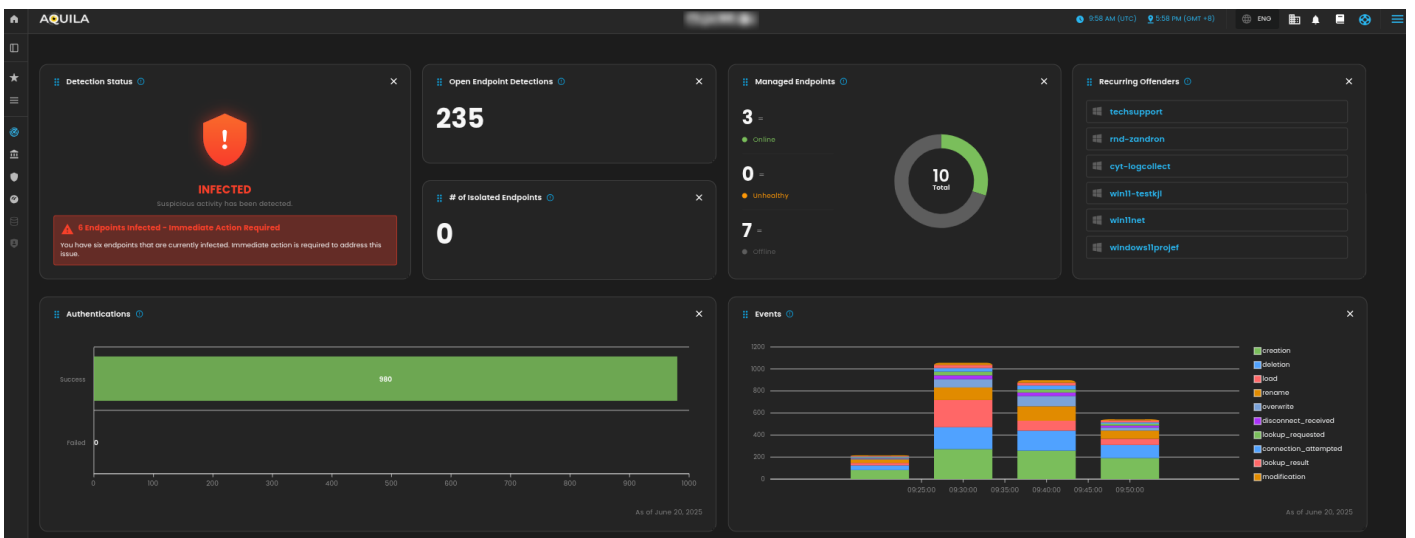 AQUILA
9:58 AM (UTC)
5:58 PM (GMT +8)
ENG
Detection Status
INFECTED
Suspicious activity has been detected.
6 Endpoints Infected - Immediate Action Required
You have six endpoints that are currently infected. Immediate action is required to address this
issue.
Open Endpoint Detections
235
# of Isolated Endpoints
0
Managed Endpoints
3 =
Online
0 =
Unhealthy
7 =
Offline
10
Total
Recurring Offenders
techsupport
rnd-zandron
cyt-logcollect
win11-testkjl
win11net
windows11projef
Authentications
Success
980
Failed
0
0 100 200 300 400 500 600 700 800 900 1000
As of June 20, 2025
Events
1200
1000
800
600
400
200
0
09:25:00 09:30:00 09:35:00 09:40:00 09:45:00 09:50:00
creation
deletion
load
rename
overwrite
disconnect_received
lookup_requested
connection_attempted
lookup_result
modification
As of June 20, 2025